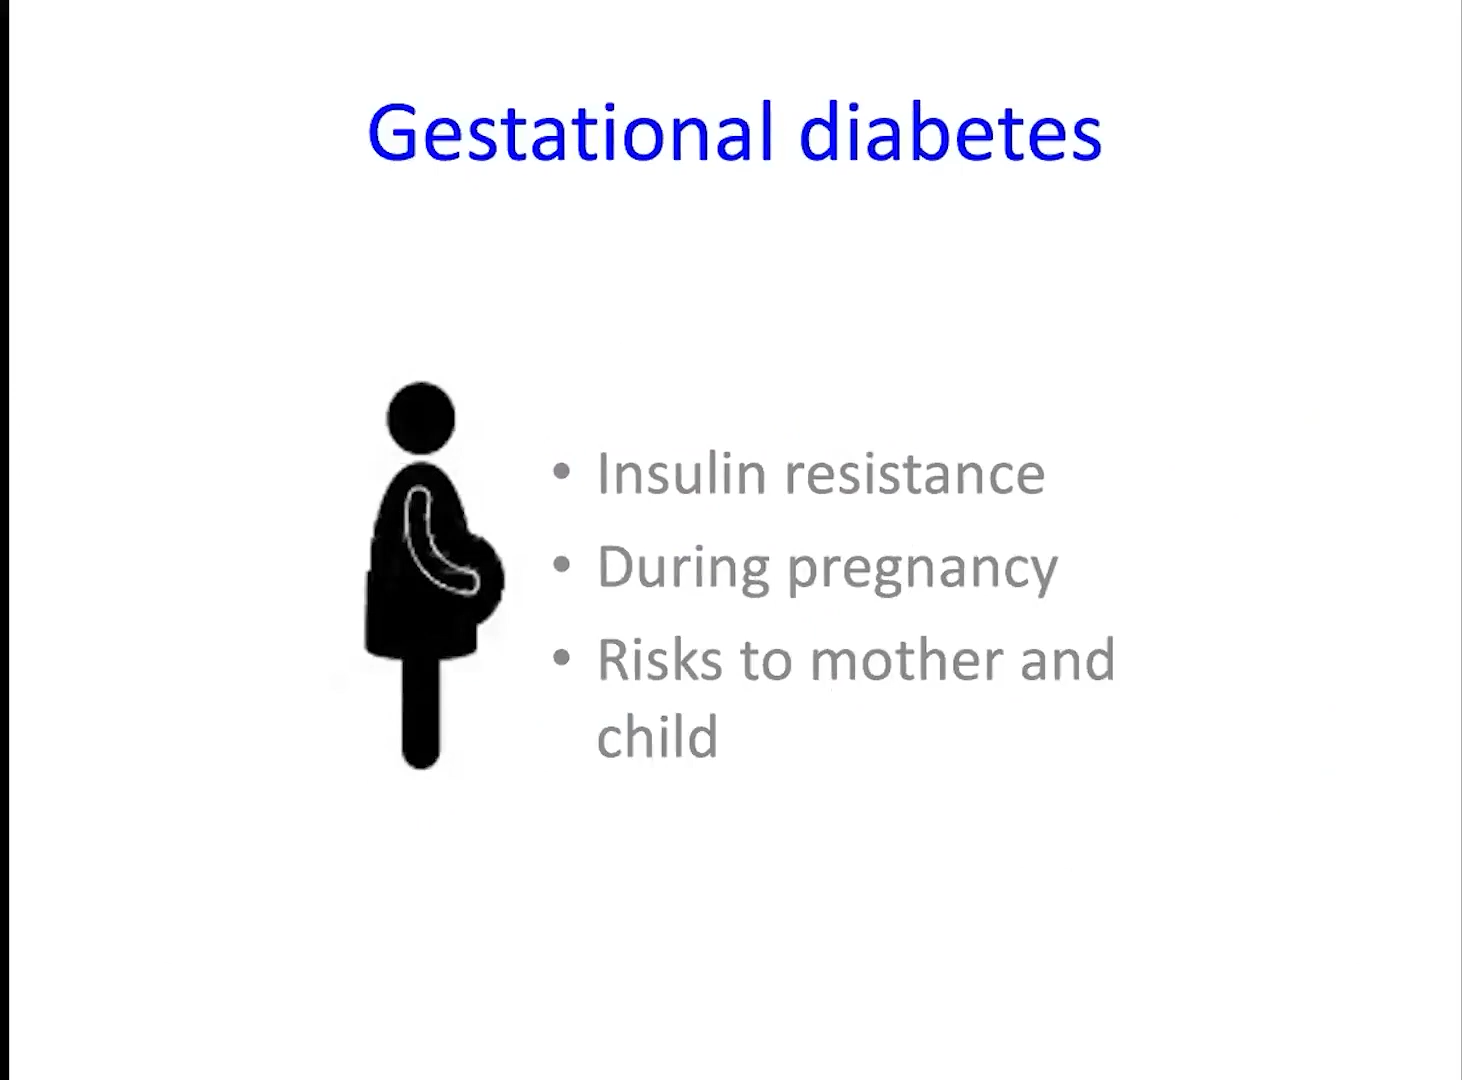 Gestational diabetes
• Insulin resistance
• During pregnancy
• Risks to mother and
child